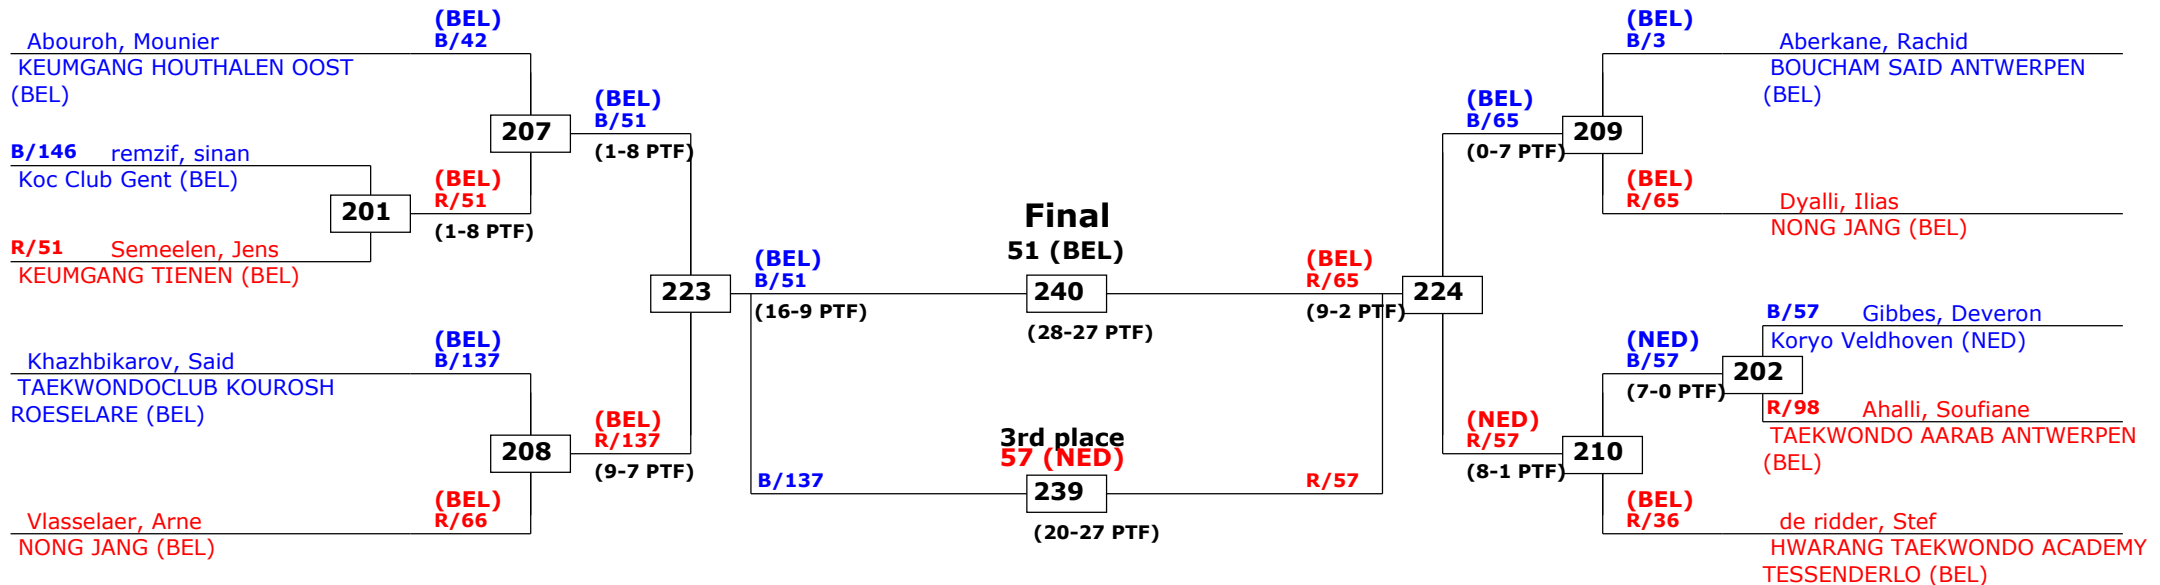 (BEL)
Abouroh, Mounier B/42
KEUMGANG HOUTHALEN OOST
(BEL)
B/146 remzif, sinan
Koc Club Gent (BEL)
201
R/51 Semeelen, Jens
KEUMGANG TIENEN (BEL)
(BEL)
R/51
(1-8 PTF)
207
(BEL)
B/51
(1-8 PTF)
Khazhbikarov, Said
TAEKWONDOCLUB KOUROSH
ROESELARE (BEL)
(BEL)
B/137
208
(BEL)
R/137
(9-7 PTF)
Vlasselaer, Arne
NONG JANG (BEL)
(BEL)
R/66
223
(BEL)
B/51
(16-9 PTF)
Final
51 (BEL)
240
(28-27 PTF)
3rd place
57 (NED)
B/137
239
R/57
(20-27 PTF)
(BEL)
R/65
(9-2 PTF)
224
(BEL)
B/65
(0-7 PTF)
209
(BEL)
B/3
Aberkane, Rachid
BOUCHAM SAID ANTWERPEN
(BEL)
(BEL)
R/65
Dyalli, Ilias
NONG JANG (BEL)
(NED)
R/57
(8-1 PTF)
210
(NED)
B/57
(7-0 PTF)
202
B/57 Gibbes, Deveron
Koryo Veldhoven (NED)
R/98 Ahalli, Soufiane
TAEKWONDO AARAB ANTWERPEN
(BEL)
(BEL)
R/36
de ridder, Stef
HWARANG TAEKWONDO ACADEMY
TESSENDERLO (BEL)